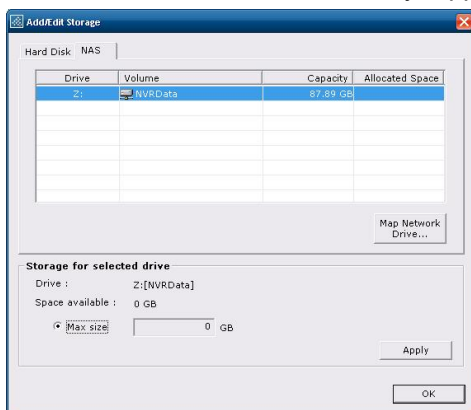 Add/Edit Storage
Hard Disk NAS
Drive Volume Capacity Allocated Space
Z: NVRData 87.89 GB
Map Network
Drive...
Storage for selected drive
Drive : Z:[NVRData]
Space available : 0 GB
Max size 0 GB
Apply
OK